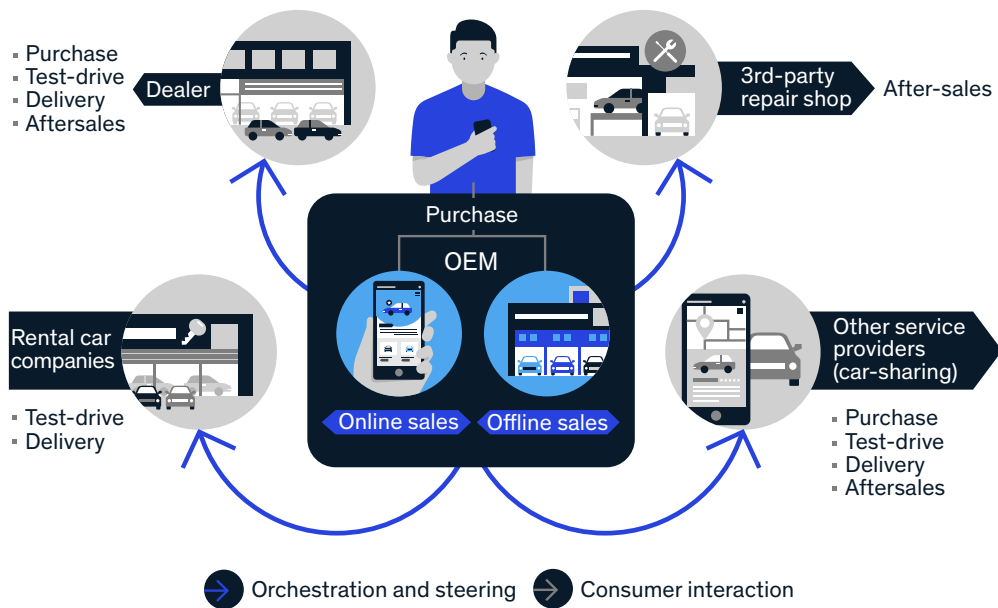 Purchase
Test-drive
Delivery
Aftersales
Dealer
3rd-party
repair shop
After-sales
Purchase
OEM
Online sales
Offline sales
Rental car
companies
Test-drive
Delivery
Other service
providers
(car-sharing)
Purchase
Test-drive
Delivery
Aftersales
Orchestration and steering
Consumer interaction